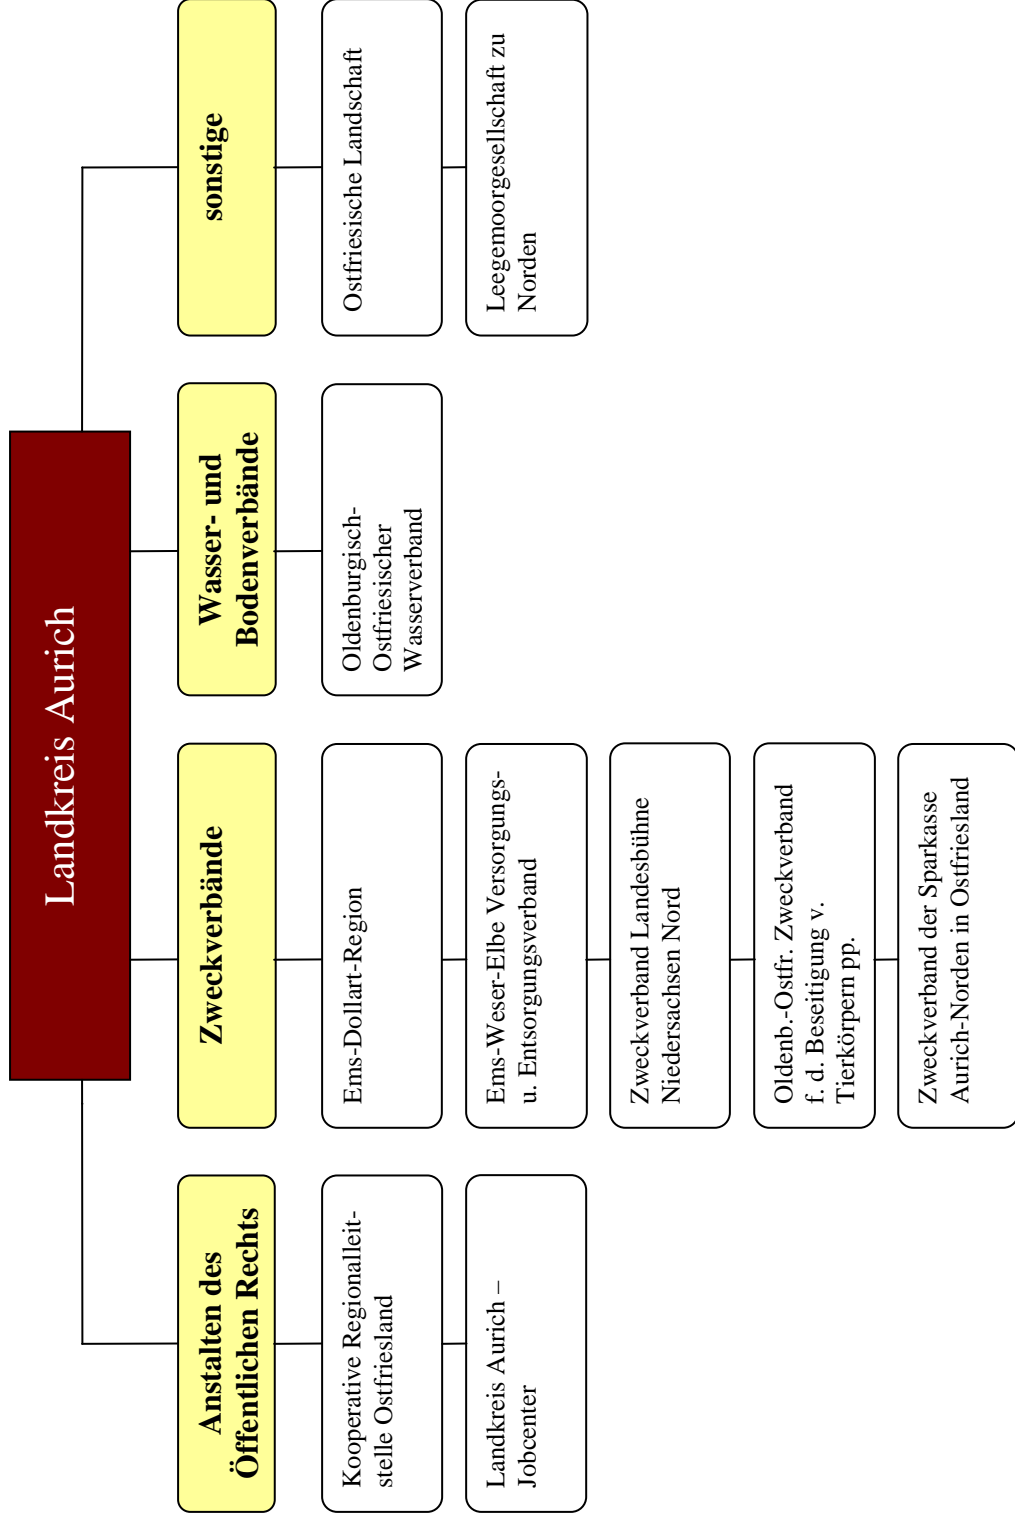 Landkreis Aurich
Anstalten des
Öffentlichen Rechts
Kooperative Regionalleit-
stelle Ostfriesland
Landkreis Aurich –
Jobcenter
Zweckverbände
Ems-Dollart-Region
Ems-Weser-Elbe Versorgungs-
u. Entsorgungsverband
Zweckverband Landesbühne
Niedersachsen Nord
Oldenb.-Ostfr. Zweckverband
f. d. Beseitigung v.
Tierkörpern pp.
Zweckverband der Sparkasse
Aurich-Norden in Ostfriesland
Wasser- und
Bodenverbände
Oldenburgisch-
Ostfriesischer
Wasserverband
sonstige
Ostfriesische Landschaft
Leegemoorgesellschaft zu
Norden